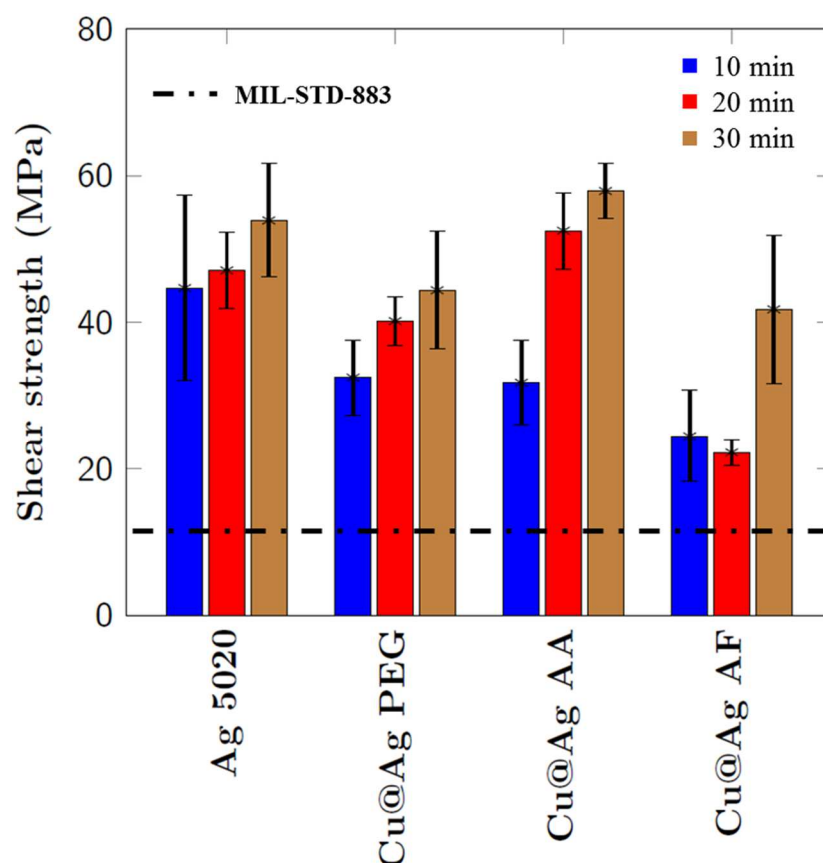 80
60
40
20
0
Shear strength (MPa)
MIL-STD-883
10 min
20 min
30 min
Ag 5020
Cu@Ag PEG
Cu@Ag AA
Cu@Ag AF